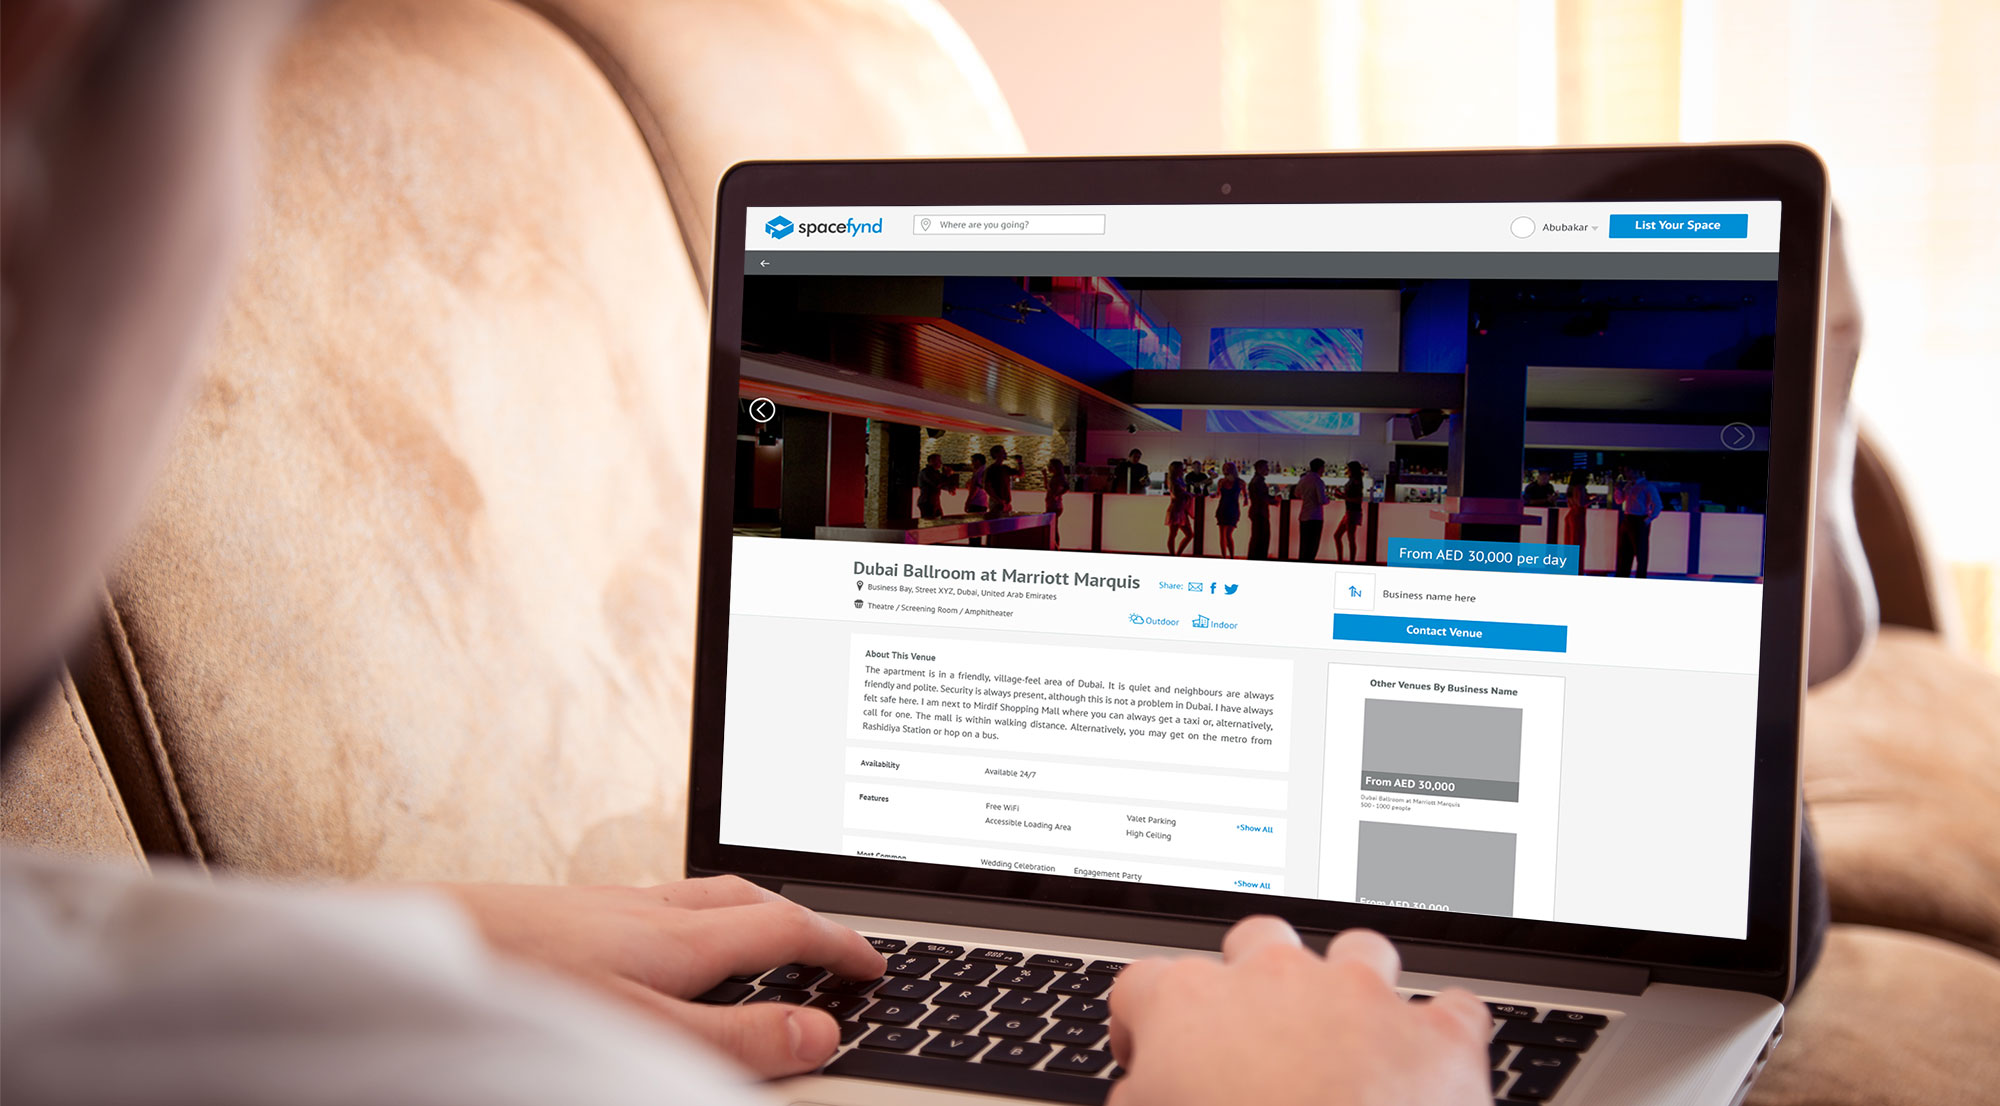 spacefynd
Where are you going?
Abubakar
List Your Space
From AED 30,000 per day
Dubai Ballroom at Marriott Marquis
Share:
Business Bay, Street XYZ, Dubai, United Arab Emirates
Theatre / Screening Room / Amphitheater
Outdoor
Indoor
Business name here
Contact Venue
About This Venue
The apartment is in a friendly, village-feel area of Dubai. It is quiet and neighbours are always
friendly and polite. Security is always present, although this is not a problem in Dubai. I have always
felt safe here. I am next to Mirdif Shopping Mall where you can always get a taxi or, alternatively,
call for one. The mall is within walking distance. Alternatively, you may get on the metro from
Rashidiya Station or hop on a bus.
Availability
Available 24/7
Features
Free WiFi
Valet Parking
Accessible Loading Area
High Ceiling
+Show All
Most Common
Wedding Celebration
Engagement Party
+Show All
Other Venues By Business Name
From AED 30,000
Dubai Ballroom at Marriott Marquis
500 - 1000 people
From AED 30,000
# 3
$ 4
% 5
^ 6
Q
E
R
T
Y
A
S
D
F
G
H
C
V
B
N